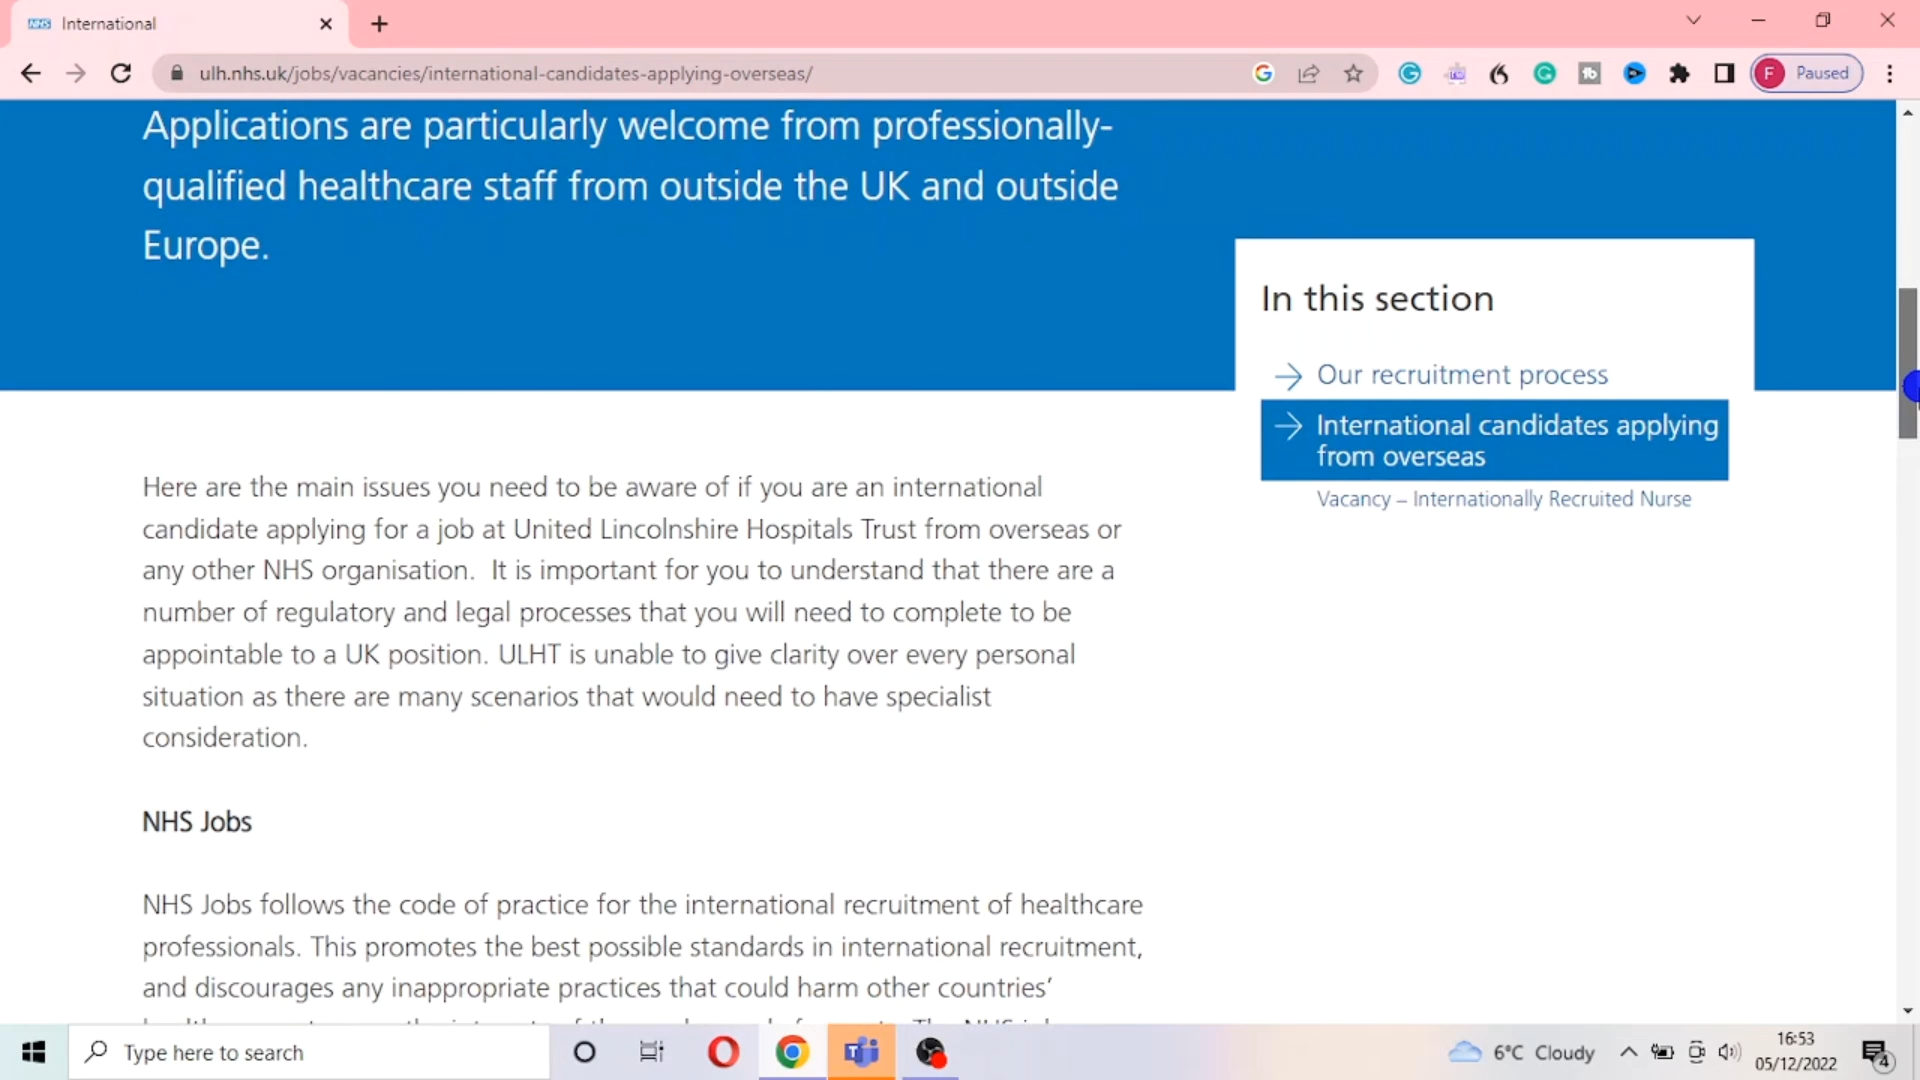 NHS International
ulh.nhs.uk/jobs/vacancies/international-candidates-applying-overseas/
F Paused
Applications are particularly welcome from professionally-
qualified healthcare staff from outside the UK and outside
Europe.
In this section
Our recruitment process
International candidates applying
from overseas
Vacancy – Internationally Recruited Nurse
Here are the main issues you need to be aware of if you are an international
candidate applying for a job at United Lincolnshire Hospitals Trust from overseas or
any other NHS organisation.  It is important for you to understand that there are a
number of regulatory and legal processes that you will need to complete to be
appointable to a UK position. ULHT is unable to give clarity over every personal
situation as there are many scenarios that would need to have specialist
consideration.
NHS Jobs
NHS Jobs follows the code of practice for the international recruitment of healthcare
professionals. This promotes the best possible standards in international recruitment,
and discourages any inappropriate practices that could harm other countries’
Type here to search
6°C Cloudy
16:53
05/12/2022
4